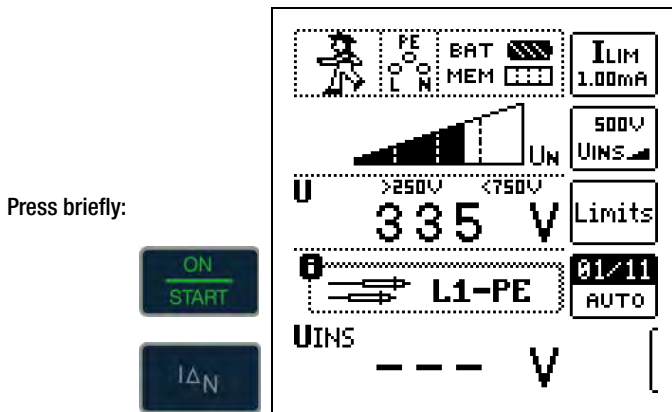 Press briefly:
ON
START
IΔN
PE
L N
BAT
MEM
ILIM
1.00mA
UN
500V
UINS
U
>250V <750V
335 V
Limits
i
L1-PE
01/11
AUTO
UINS
--- V